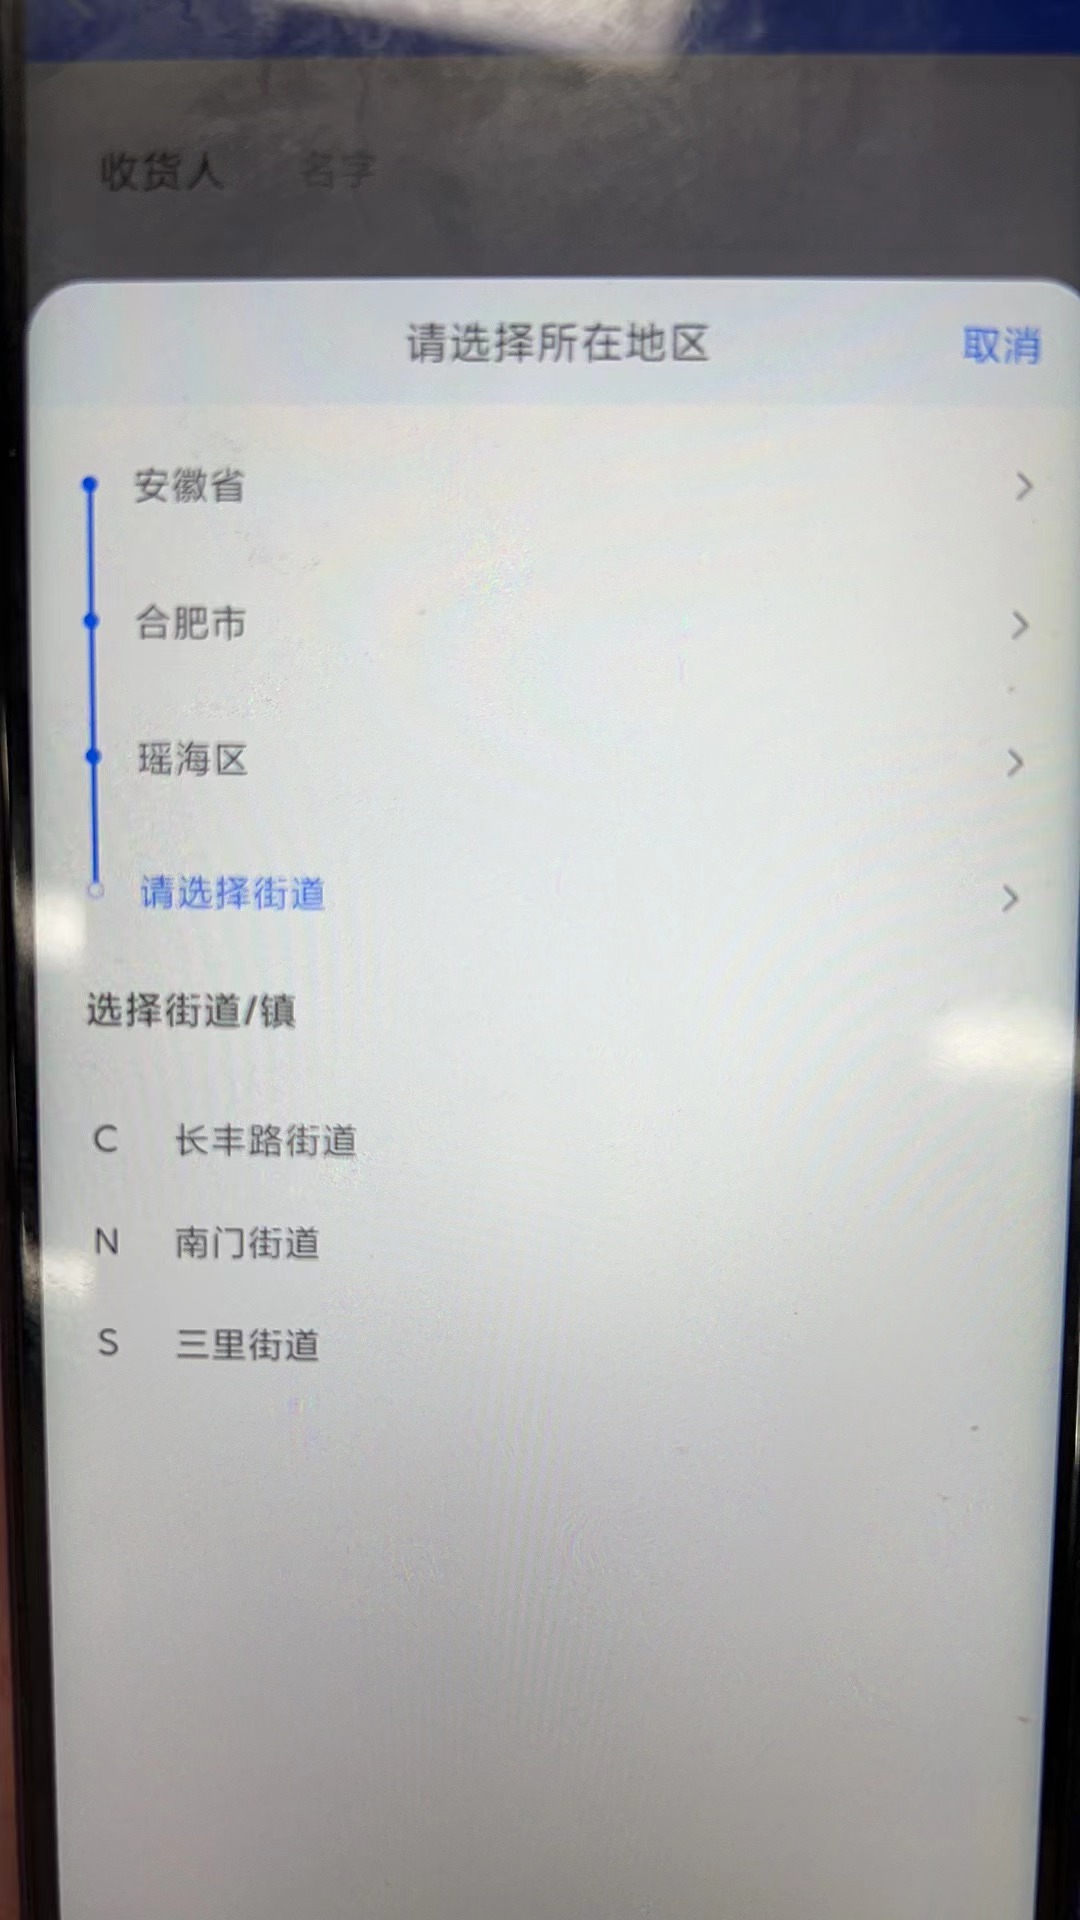 收货人 名字
请选择所在地区 取消
安徽省
合肥市
瑶海区
请选择街道
选择街道/镇
C 长丰路街道
N 南门街道
S 三里街道